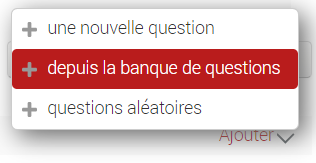 + une nouvelle question
+ depuis la banque de questions
+ questions aléatoires
Ajouter